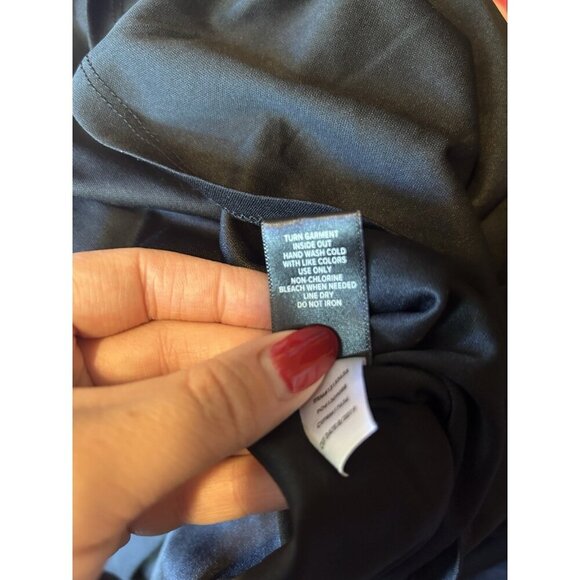 TURN GARMENT
INSIDE OUT
HAND WASH COLD
WITH LIKE COLORS
USE ONLY
NON-CHLORINE
BLEACH WHEN NEEDED
LINE DRY
DO NOT IRON